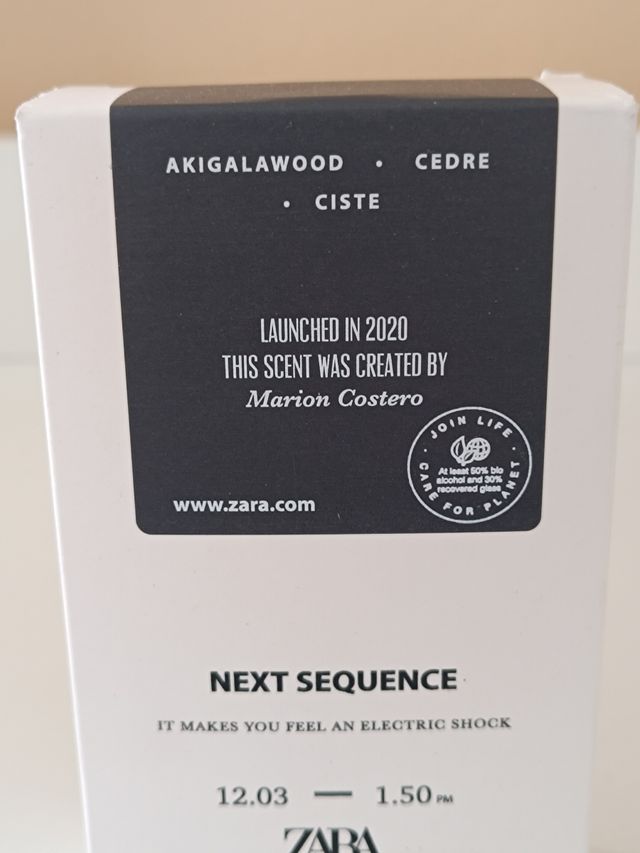 AKIGALAWOOD • CEDRE
• CISTE
LAUNCHED IN 2020
THIS SCENT WAS CREATED BY
Marion Costero
· JOIN LIFE ·
At least 50% bio
alcohol and 30%
recovered glass
CARE FOR PLANET
www.zara.com
NEXT SEQUENCE
IT MAKES YOU FEEL AN ELECTRIC SHOCK
12.03 — 1.50 PM
ZARA